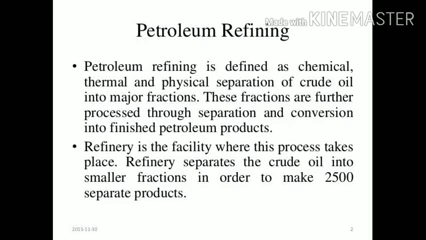 Made with KINEMASTER
Petroleum Refining
• Petroleum refining is defined as chemical,
thermal and physical separation of crude oil
into major fractions. These fractions are further
processed through separation and conversion
into finished petroleum products.
• Refinery is the facility where this process takes
place. Refinery separates the crude oil into
smaller fractions in order to make 2500
separate products.
2013-11-30
2